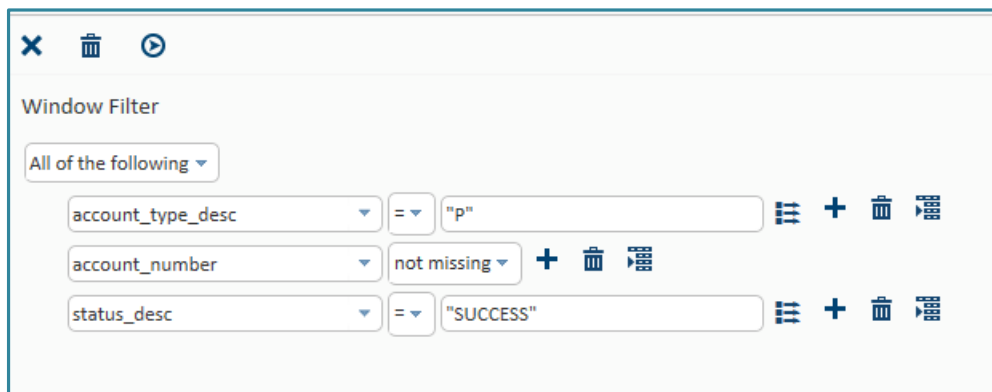 Window Filter
All of the following
account_type_desc = "P"
account_number not missing
status_desc = "SUCCESS"